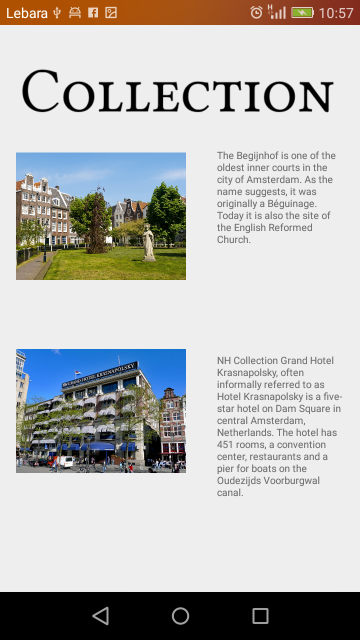 Lebara
H
10:57
COLLECTION
The Begijnhof is one of the
oldest inner courts in the
city of Amsterdam. As the
name suggests, it was
originally a Béguinage.
Today it is also the site of
the English Reformed
Church.
GRAND HOTEL KRASNAPOLSKY
NH Collection Grand Hotel
Krasnapolsky, often
informally referred to as
Hotel Krasnapolsky is a five-
star hotel on Dam Square in
central Amsterdam,
Netherlands. The hotel has
451 rooms, a convention
center, restaurants and a
pier for boats on the
Oudezijds Voorburgwal
canal.